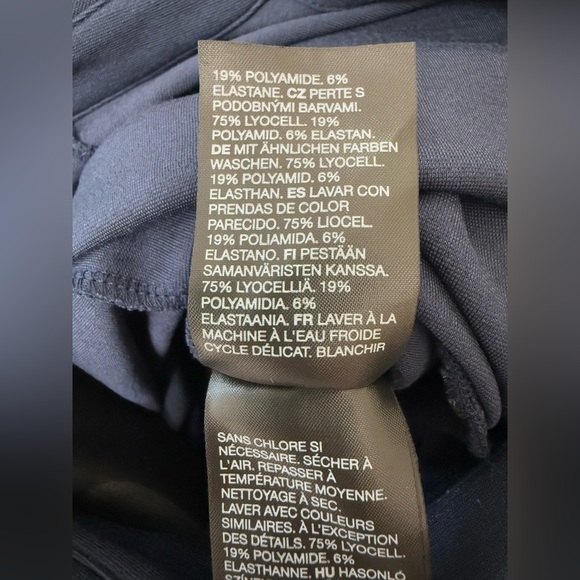 19% POLYAMIDE. 6%
ELASTANE. CZ PERTE S
PODOBNÝMI BARVAMI.
75% LYOCELL. 19%
POLYAMID. 6% ELASTAN.
DE MIT ÄHNLICHEN FARBEN
WASCHEN. 75% LYOCELL.
19% POLYAMID. 6%
ELASTHAN. ES LAVAR CON
PRENDAS DE COLOR
PARECIDO. 75% LIOCEL.
19% POLIAMIDA. 6%
ELASTANO. FI PESTÄÄN
SAMANVÄRISTEN KANSSA.
75% LYOCELLIÄ. 19%
POLYAMIDIA. 6%
ELASTAANIA. FR LAVER À LA
MACHINE À L'EAU FROIDE
CYCLE DÉLICAT. BLANCHIR
SANS CHLORE SI
NÉCESSAIRE. SÉCHER À
L'AIR. REPASSER À
TEMPÉRATURE MOYENNE.
NETTOYAGE À SEC.
LAVER AVEC COULEURS
SIMILAIRES. À L'EXCEPTION
DES DÉTAILS. 75% LYOCELL.
19% POLYAMIDE. 6%
ELASTHANNE. HU HASONLÓ